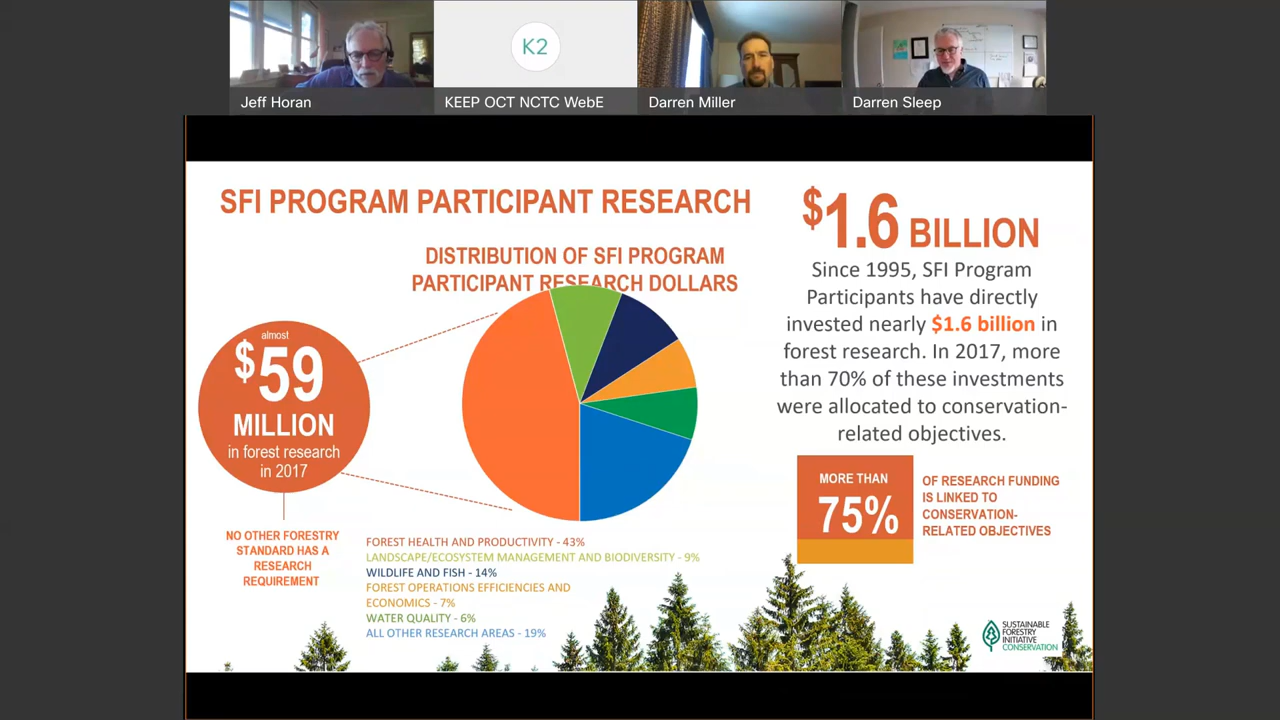 K2
Jeff Horan
KEEP OCT NCTC WebE
Darren Miller
Darren Sleep
SFI PROGRAM PARTICIPANT RESEARCH
DISTRIBUTION OF SFI PROGRAM
PARTICIPANT RESEARCH DOLLARS
almost
$59
MILLION
in forest research
in 2017
NO OTHER FORESTRY
STANDARD HAS A
RESEARCH
REQUIREMENT
FOREST HEALTH AND PRODUCTIVITY - 43%
LANDSCAPE/ECOSYSTEM MANAGEMENT AND BIODIVERSITY - 9%
WILDLIFE AND FISH - 14%
FOREST OPERATIONS EFFICIENCIES AND
ECONOMICS - 7%
WATER QUALITY - 6%
ALL OTHER RESEARCH AREAS - 19%
$1.6 BILLION
Since 1995, SFI Program
Participants have directly
invested nearly $1.6 billion in
forest research. In 2017, more
than 70% of these investments
were allocated to conservation-
related objectives.
MORE THAN
75%
OF RESEARCH FUNDING
IS LINKED TO
CONSERVATION-
RELATED OBJECTIVES
SUSTAINABLE
FORESTRY
INITIATIVE
CONSERVATION